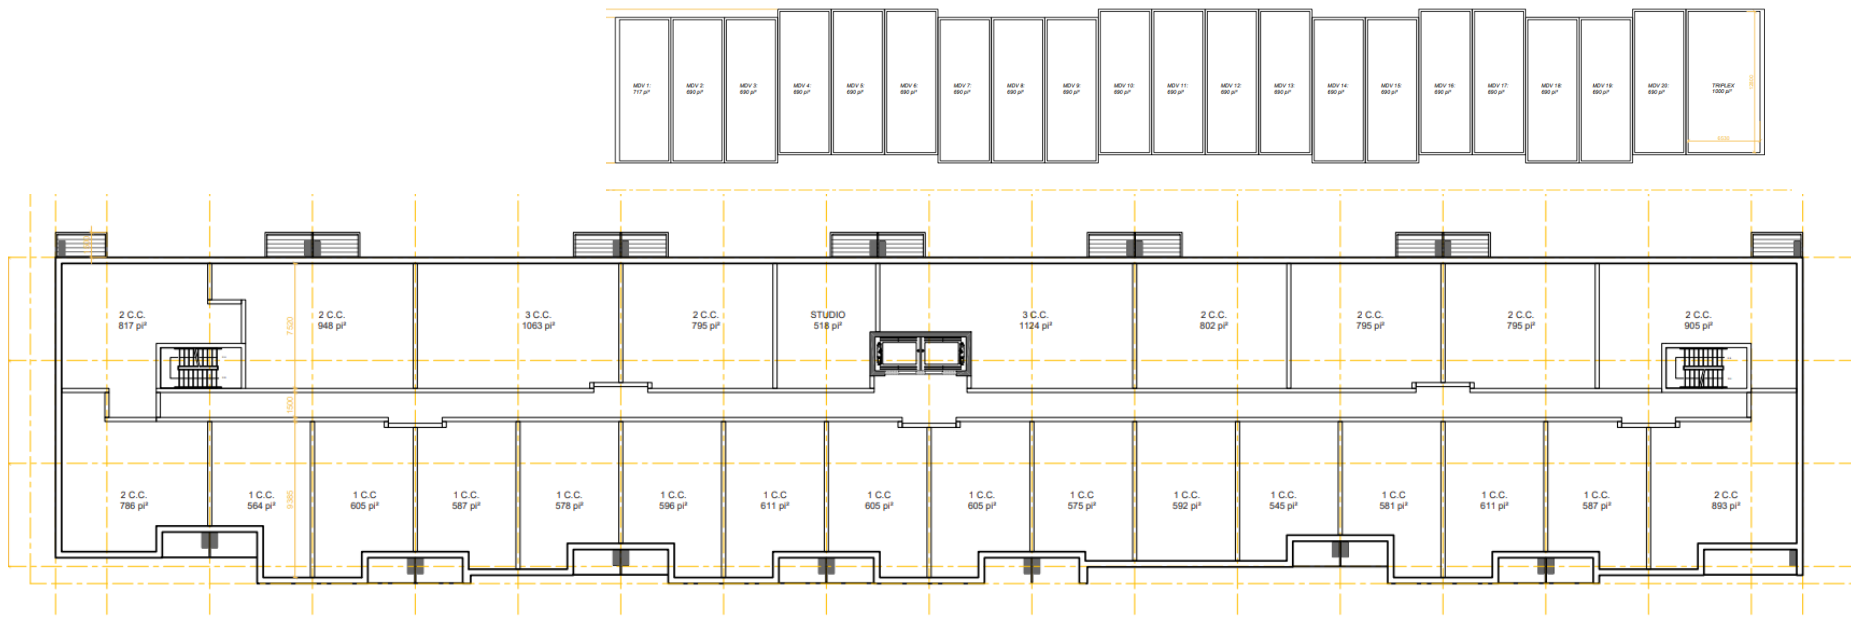 MDV 1:
717 pi²
MDV 2:
690 pi²
MDV 3:
690 pi²
MDV 4:
690 pi²
MDV 5:
690 pi²
MDV 6:
690 pi²
MDV 7:
690 pi²
MDV 8:
690 pi²
MDV 9:
690 pi²
MDV 10:
690 pi²
MDV 11:
690 pi²
MDV 12:
690 pi²
MDV 13:
690 pi²
MDV 14:
690 pi²
MDV 15:
690 pi²
MDV 16:
690 pi²
MDV 17:
690 pi²
MDV 18:
690 pi²
MDV 19:
690 pi²
MDV 20:
690 pi²
TRIPLEX
1000 pi²
2 C.C.
817 pi²
2 C.C.
948 pi²
3 C.C.
1063 pi²
2 C.C.
795 pi²
STUDIO
518 pi²
3 C.C.
1124 pi²
2 C.C.
802 pi²
2 C.C.
795 pi²
2 C.C.
795 pi²
2 C.C.
905 pi²
7520
1500
9385
2 C.C.
786 pi²
1 C.C.
564 pi²
1 C.C
605 pi²
1 C.C.
587 pi²
1 C.C.
578 pi²
1 C.C.
596 pi²
1 C.C
611 pi²
1 C.C
605 pi²
1 C.C
605 pi²
1 C.C
575 pi²
1 C.C.
592 pi²
1 C.C.
545 pi²
1 C.C
581 pi²
1 C.C.
611 pi²
1 C.C.
587 pi²
2 C.C
893 pi²